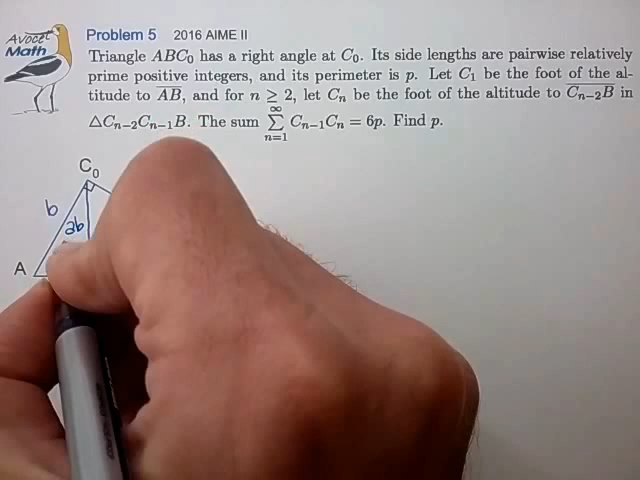 Avocet
Math
Problem 5 2016 AIME II
Triangle ABC₀ has a right angle at C₀. Its side lengths are pairwise relatively
prime positive integers, and its perimeter is p. Let C₁ be the foot of the al-
titude to AB, and for n ≥ 2, let Cₙ be the foot of the altitude to Cₙ₋₂B in
△Cₙ₋₂Cₙ₋₁B. The sum ∑ₙ₌₁^∞ Cₙ₋₁Cₙ = 6p. Find p.
C₀
b
A